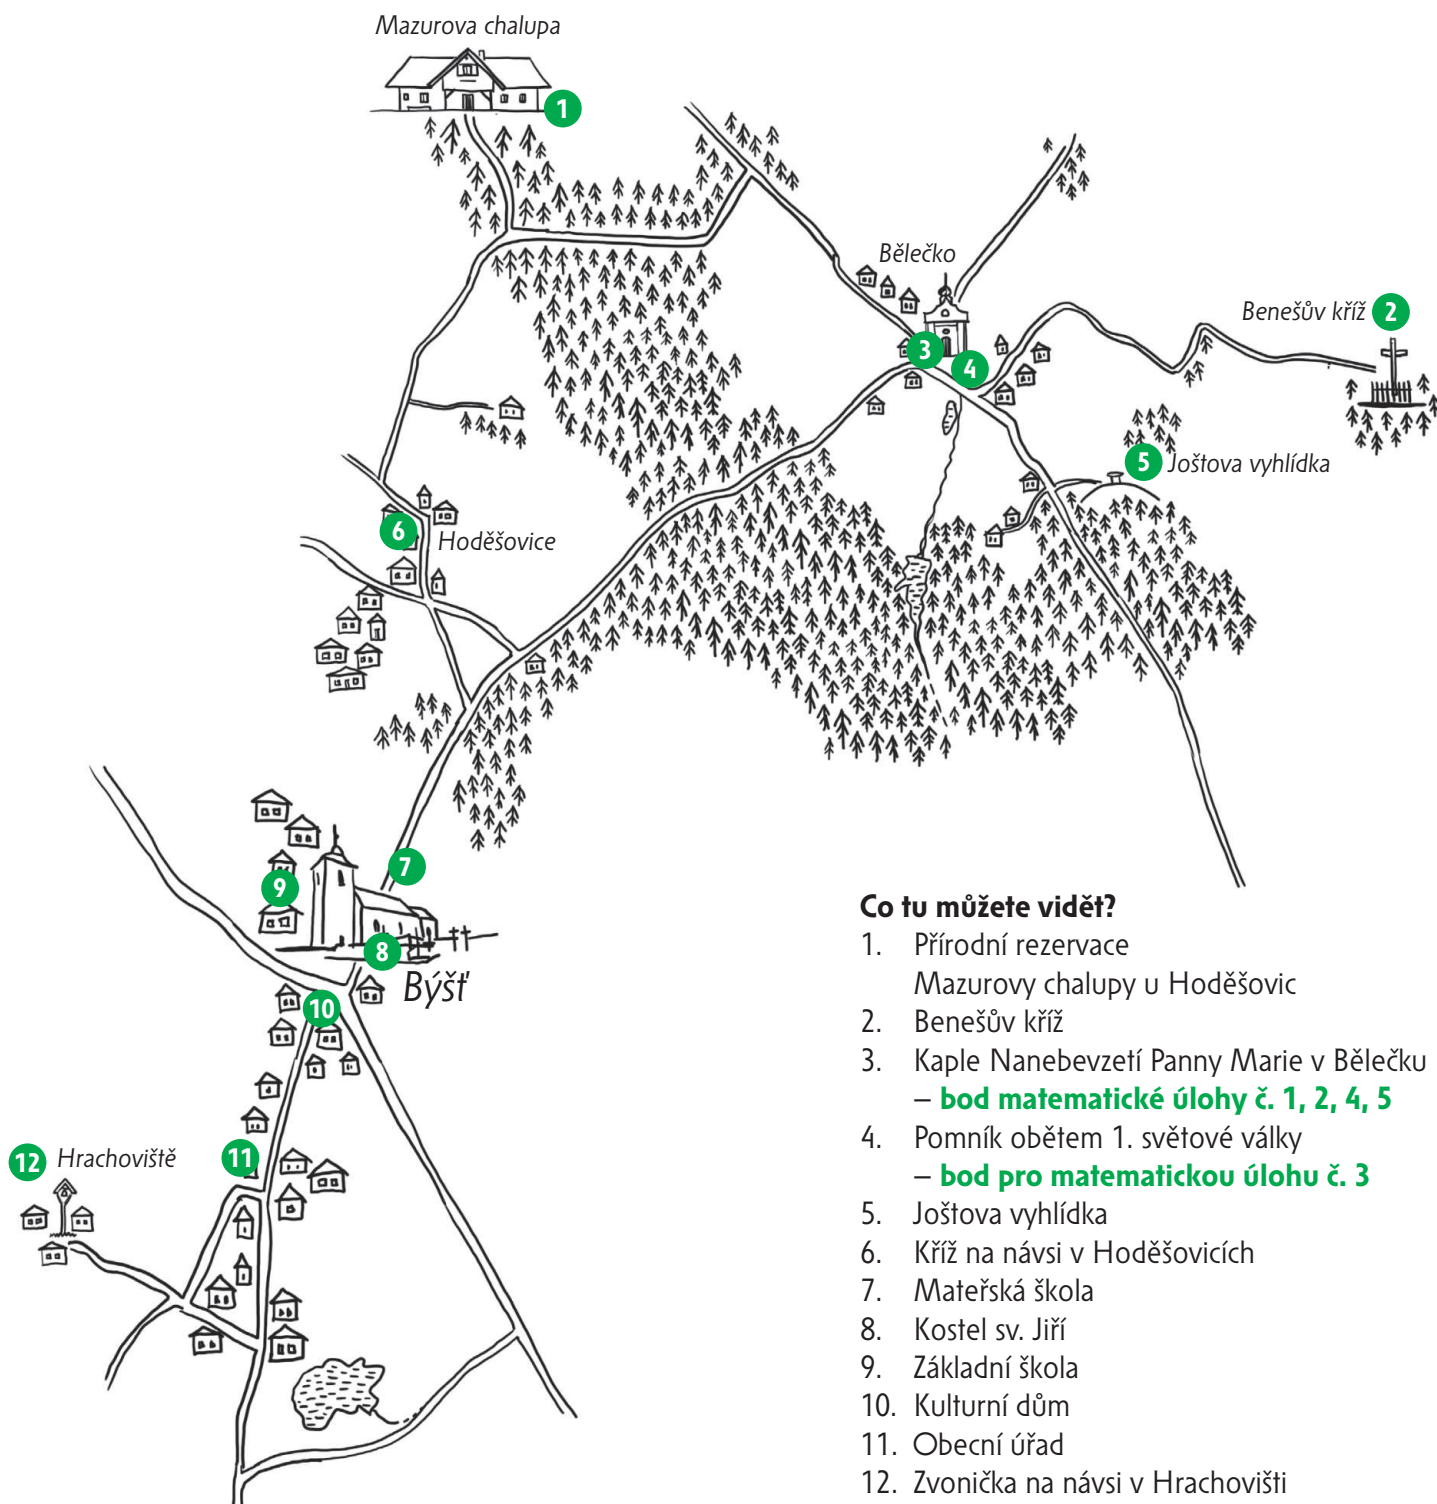 Mazurova chalupa
1
Bělečko
Benešův kříž 2
3
4
5 Joštova vyhlídka
6
Hoděšovice
7
9
8
Býšť
10
12 Hrachoviště
11
Co tu můžete vidět?
1. Přírodní rezervace
Mazurovy chalupy u Hoděšovic
2. Benešův kříž
3. Kaple Nanebevzetí Panny Marie v Bělečku
– bod matematické úlohy č. 1, 2, 4, 5
4. Pomník obětem 1. světové války
– bod pro matematickou úlohu č. 3
5. Joštova vyhlídka
6. Kříž na návsi v Hoděšovicích
7. Mateřská škola
8. Kostel sv. Jiří
9. Základní škola
10. Kulturní dům
11. Obecní úřad
12. Zvonička na návsi v Hrachovišti